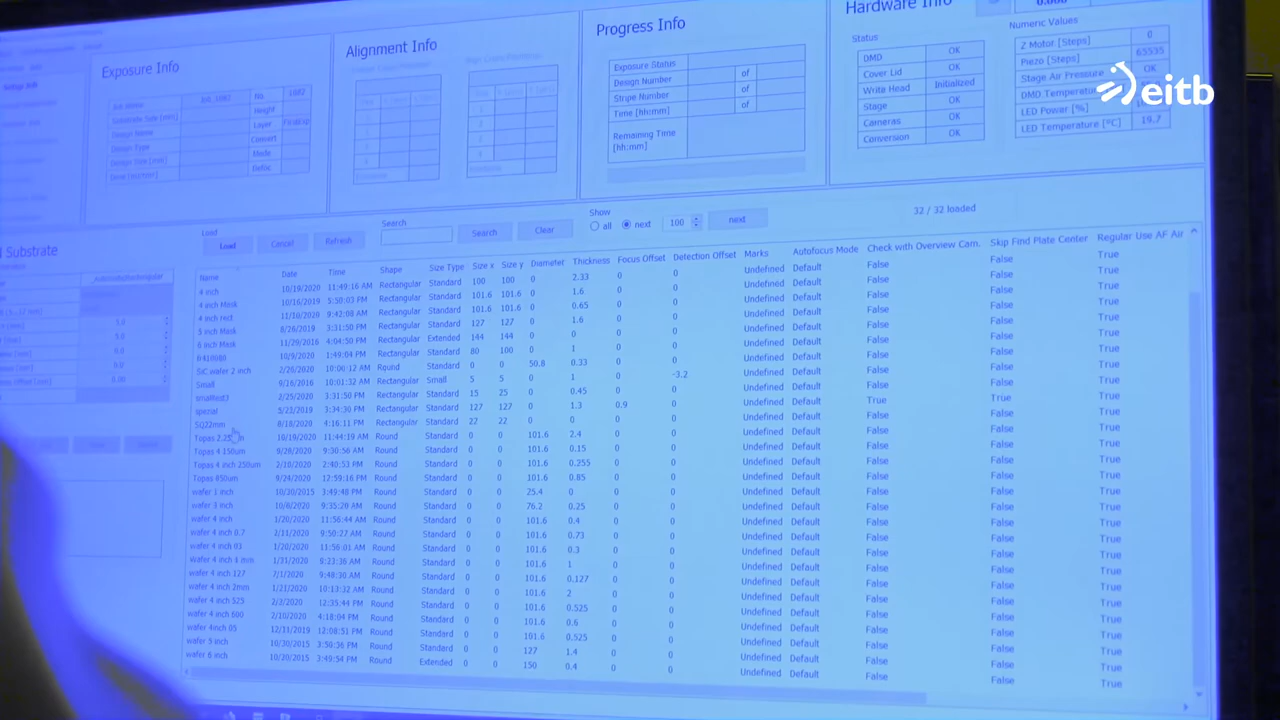 Exposure Info
Alignment Info
Progress Info
Hardware Info
0.000
eitb
Job Name Job_1682 No. 1682
Substrate Size [mm] Height
Design Name Layer FirstExp
Design Type Convert
Design Size [mm] Mode
Defoc
Exposure Status
Design Number of
Stripe Number of
Time [hh:mm] of
Remaining Time
[hh:mm]
Status
DMD OK
Cover Lid OK
Write Head Initialized
Stage OK
Cameras OK
Conversion OK
Numeric Values
Z Motor [Steps] 0
Piezo [Steps] 65535
Stage Air Pressure OK
DMD Temperatu
LED Power [%]
LED Temperature [°C] 19.7
Substrate
Load
Load Cancel Refresh
Search
Search Clear
Show
all next 100 next
32 / 32 loaded
Name Date Time Shape Size Type Size x Size y Diameter Thickness Focus Offset Detection Offset Marks Autofocus Mode Check with Overview Cam. Skip Find Plate Center Regular Use AF Air
4 inch 10/19/2020 11:49:16 AM Rectangular Standard 100 100 0 2.33 0 0 Undefined Default False False True
4 inch Mask 10/16/2019 5:50:03 PM Rectangular Standard 101.6 101.6 0 1.6 0 0 Undefined Default False False True
4 inch rect 11/10/2020 9:42:08 AM Rectangular Standard 101.6 101.6 0 0.65 0 0 Undefined Default False False True
5 inch Mask 8/26/2019 3:31:50 PM Rectangular Standard 127 127 0 1.6 0 0 Undefined Default False False True
6 inch Mask 11/29/2016 4:04:50 PM Rectangular Extended 144 144 0 0 0 0 Undefined Default False False True
10/9/2020 1:49:04 PM Rectangular Standard 80 100 0 1 0 0 Undefined Default False False True
SiC wafer 2 inch 2/20/2020 10:00:12 AM Round Standard 0 0 50.8 0.33 0 0 Undefined Default False False True
Small 9/16/2016 10:01:32 AM Rectangular Small 5 5 0 1 0 -3.2 Undefined Default False False True
smalltest3 2/25/2020 3:31:50 PM Rectangular Standard 15 25 0 0.45 0 0 Undefined Default False False True
spezial 5/23/2019 3:34:30 PM Rectangular Standard 127 127 0 1.3 0.9 0 Undefined Default True True True
SQ22mm 8/18/2020 4:16:11 PM Rectangular Standard 22 22 0 0 0 0 Undefined Default False False True
Topas 2.25 m 10/19/2020 11:44:19 AM Round Standard 0 0 101.6 2.4 0 0 Undefined Default False False True
Topas 4 150um 9/28/2020 9:30:56 AM Round Standard 0 0 101.6 0.15 0 0 Undefined Default False False True
Topas 4 inch 250um 2/10/2020 2:40:53 PM Round Standard 0 0 101.6 0.255 0 0 Undefined Default False False True
Topas 850um 9/24/2020 12:59:16 PM Round Standard 0 0 101.6 0.85 0 0 Undefined Default False False True
wafer 1 inch 10/30/2015 3:49:48 PM Round Standard 0 0 25.4 0 0 0 Undefined Default False False True
wafer 3 inch 10/8/2020 9:35:20 AM Round Standard 0 0 76.2 0.25 0 0 Undefined Default False False True
wafer 4 inch 1/20/2020 11:56:44 AM Round Standard 0 0 101.6 0.4 0 0 Undefined Default False False True
wafer 4 inch 0.7 2/11/2020 9:50:27 AM Round Standard 0 0 101.6 0.73 0 0 Undefined Default False False True
wafer 4 inch 03 1/20/2020 11:56:01 AM Round Standard 0 0 101.6 0.3 0 0 Undefined Default False False True
wafer 4 inch 1 mm 1/31/2020 8:23:36 AM Round Standard 0 0 101.6 1 0 0 Undefined Default False False True
wafer 4 inch 127 7/1/2020 9:48:30 AM Round Standard 0 0 101.6 0.127 0 0 Undefined Default False False True
wafer 4 inch 2mm 1/21/2020 10:13:32 AM Round Standard 0 0 101.6 2 0 0 Undefined Default False False True
wafer 4 inch 525 2/3/2020 12:35:44 PM Round Standard 0 0 101.6 0.525 0 0 Undefined Default False False True
wafer 4 inch 600 2/10/2020 4:18:04 PM Round Standard 0 0 101.6 0.6 0 0 Undefined Default False False True
wafer 4inch 05 12/11/2019 12:08:51 PM Round Standard 0 0 101.6 0.525 0 0 Undefined Default False False True
wafer 5 inch 10/30/2015 3:50:36 PM Round Standard 0 0 127 1.4 0 0 Undefined Default False False True
wafer 6 inch 10/20/2015 3:49:54 PM Round Extended 0 0 150 0.4 0 0 Undefined Default False False True